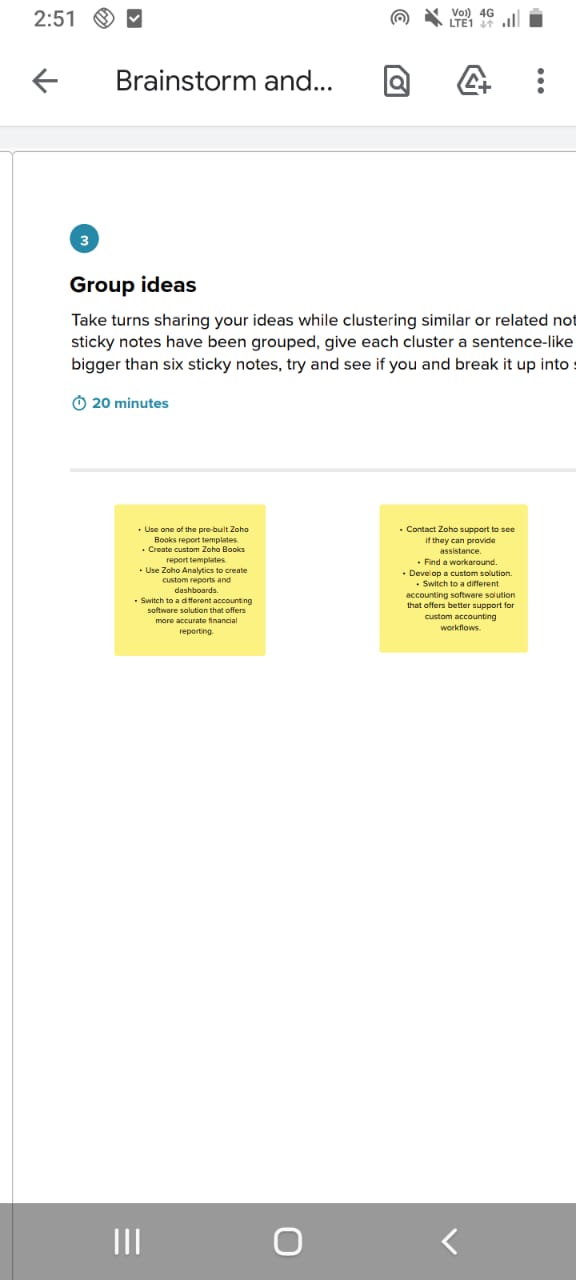 2:51
Vo)) 4G
LTE1
Brainstorm and...
3
Group ideas
Take turns sharing your ideas while clustering similar or related not
sticky notes have been grouped, give each cluster a sentence-like
bigger than six sticky notes, try and see if you and break it up into s
20 minutes
• Use one of the pre-built Zoho
Books report templates.
• Create custom Zoho Books
report templates.
• Use Zoho Analytics to create
custom reports and
dashboards.
• Switch to a different accounting
software solution that offers
more accurate financial
reporting.
• Contact Zoho support to see
if they can provide
assistance.
• Find a workaround.
• Develop a custom solution.
• Switch to a different
accounting software solution
that offers better support for
custom accounting
workflows.